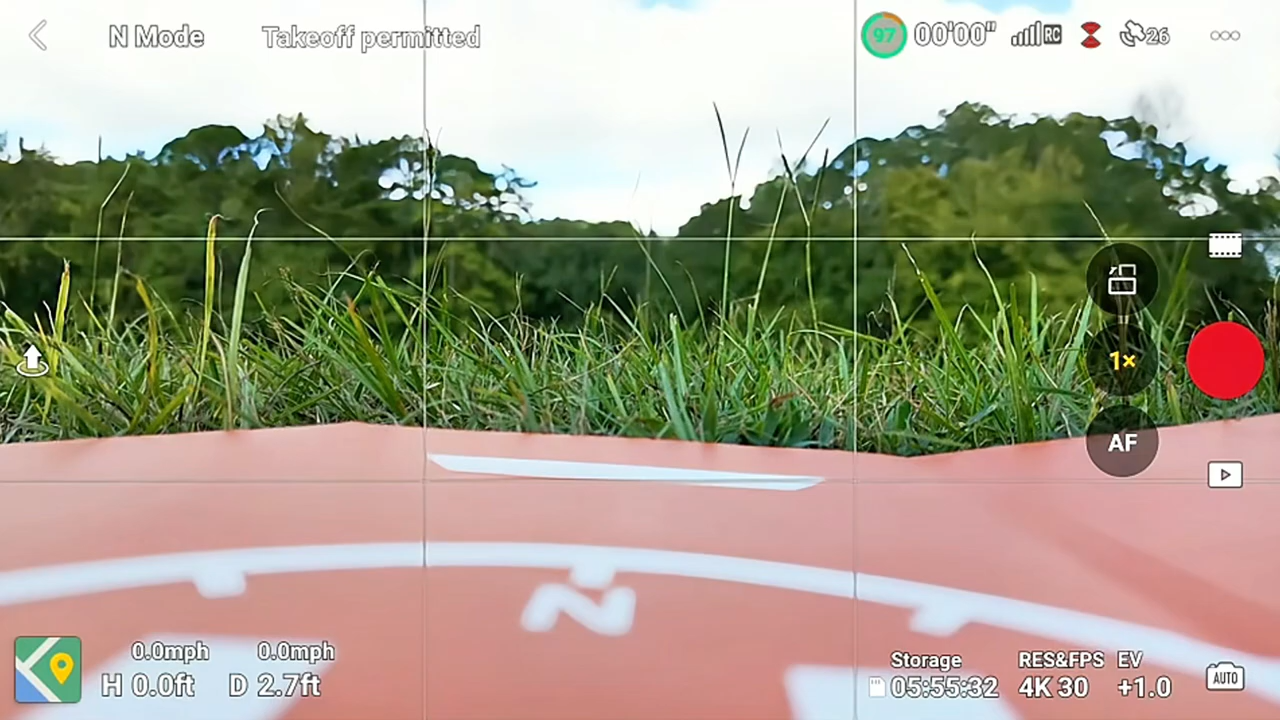 N Mode
Takeoff permitted
97
00'00"
RC
26
1×
AF
N
0.0mph
0.0mph
H 0.0ft
D 2.7ft
Storage
05:55:32
RES&FPS
4K 30
EV
+1.0
AUTO